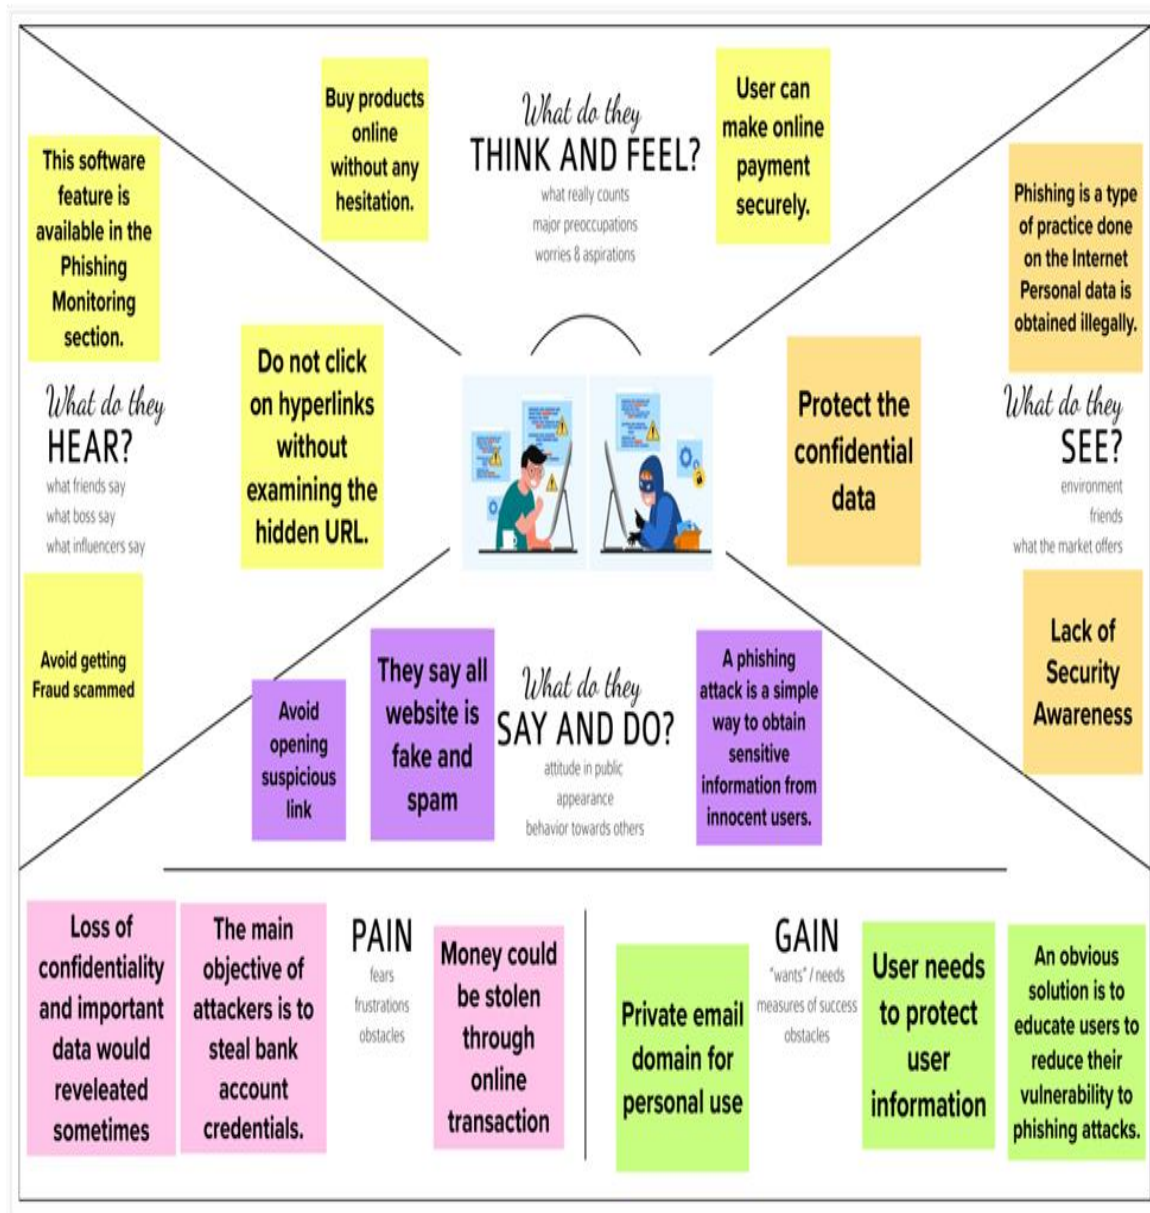 Buy products
online
without any
hesitation.
What do they
THINK AND FEEL?
what really counts
major preoccupations
worries & aspirations
User can
make online
payment
securely.
This software
feature is
available in the
Phishing
Monitoring
section.
What do they
HEAR?
what friends say
what boss say
what influencers say
Do not click
on hyperlinks
without
examining the
hidden URL.
Avoid getting
Fraud scammed
Protect the
confidential
data
Phishing is a type
of practice done
on the Internet
Personal data is
obtained illegally.
What do they
SEE?
environment
friends
what the market offers
Lack of
Security
Awareness
Avoid
opening
suspicious
link
They say all
website is
fake and
spam
What do they
SAY AND DO?
attitude in public
appearance
behavior towards others
A phishing
attack is a simple
way to obtain
sensitive
information from
innocent users.
Loss of
confidentiality
and important
data would
reveleated
sometimes
The main
objective of
attackers is to
steal bank
account
credentials.
PAIN
fears
frustrations
obstacles
Money could
be stolen
through
online
transaction
Private email
domain for
personal use
GAIN
"wants" / needs
measures of success
obstacles
User needs
to protect
user
information
An obvious
solution is to
educate users to
reduce their
vulnerability to
phishing attacks.